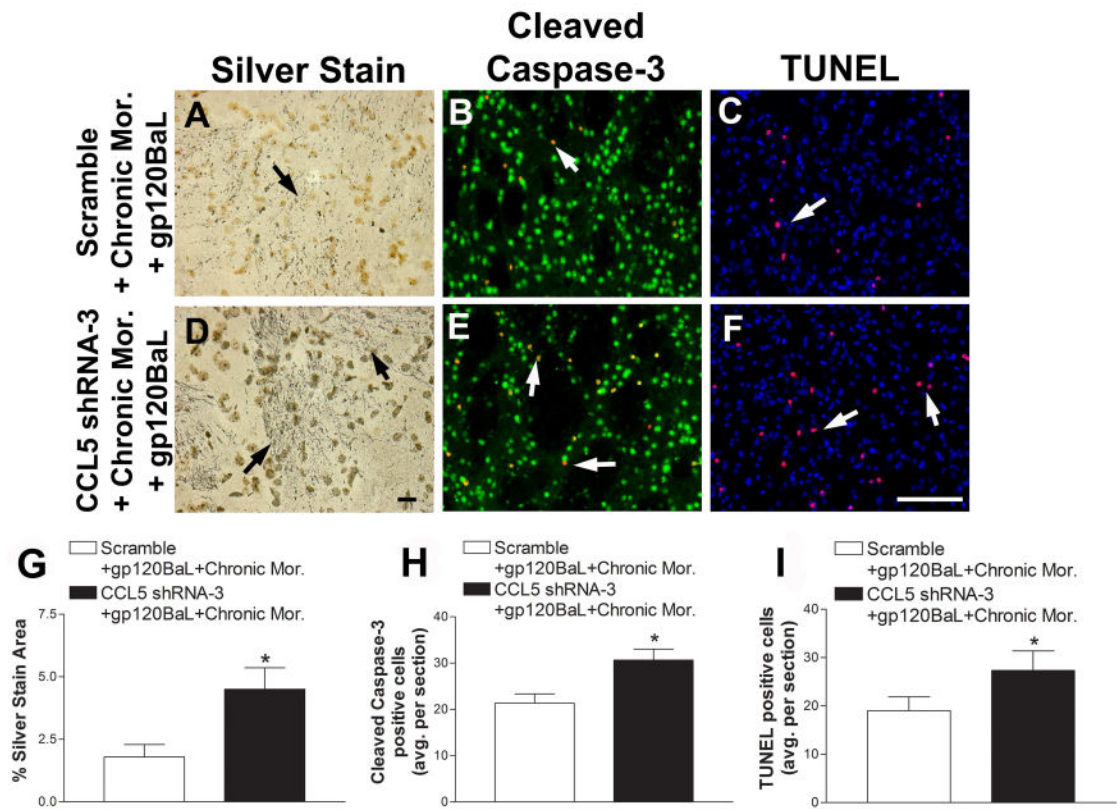 Silver Stain
Cleaved
Caspase-3
TUNEL
Scramble
+ Chronic Mor.
+ gp120BaL
A
B
C
CCL5 shRNA-3
+ Chronic Mor.
+ gp120BaL
D
E
F
G
Scramble
+gp120BaL+Chronic Mor.
CCL5 shRNA-3
+gp120BaL+Chronic Mor.
% Silver Stain Area
7.5
5.0
2.5
0.0
*
H
Scramble
+gp120BaL+Chronic Mor.
CCL5 shRNA-3
+gp120BaL+Chronic Mor.
Cleaved Caspase-3
positive cells
(avg. per section)
40
30
20
10
0
*
I
Scramble
+gp120BaL+Chronic Mor.
CCL5 shRNA-3
+gp120BaL+Chronic Mor.
TUNEL positive cells
(avg. per section)
40
30
20
10
0
*